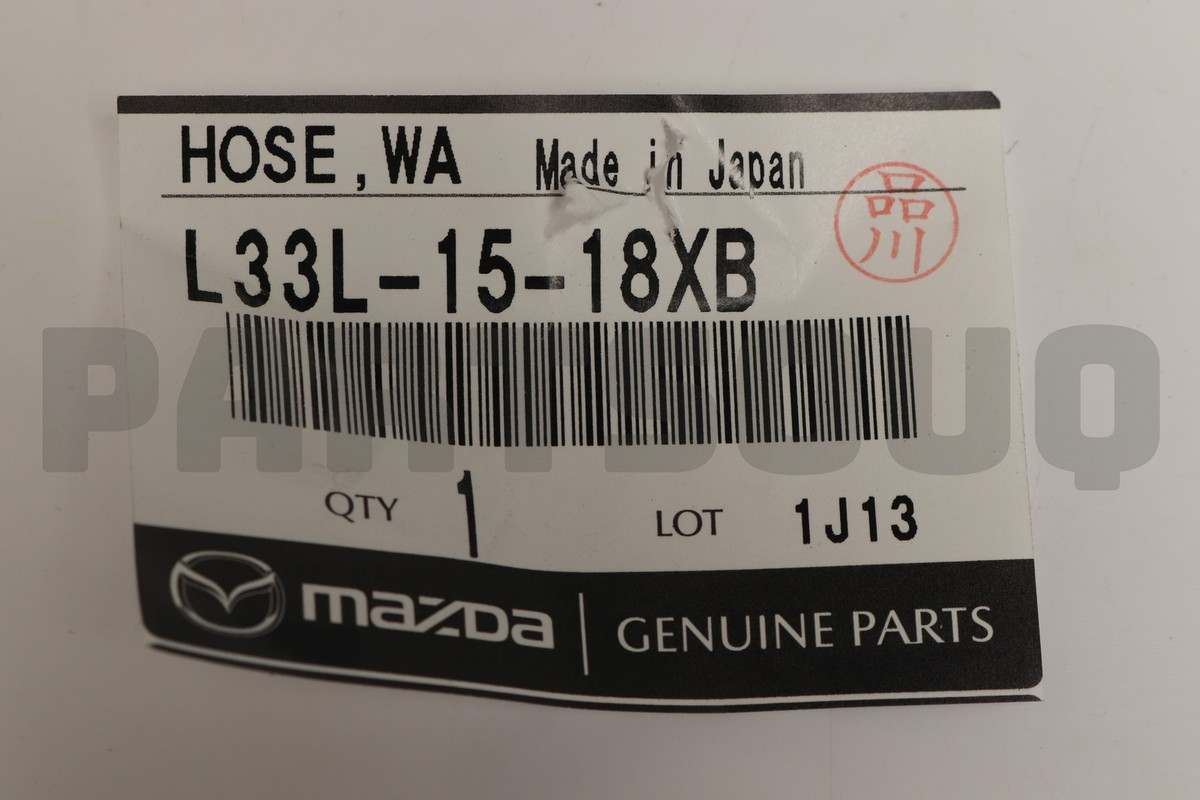 HOSE,WA Made in Japan
品川
L33L-15-18XB
PARTSOUQ
QTY 1 LOT 1J13
mazda GENUINE PARTS